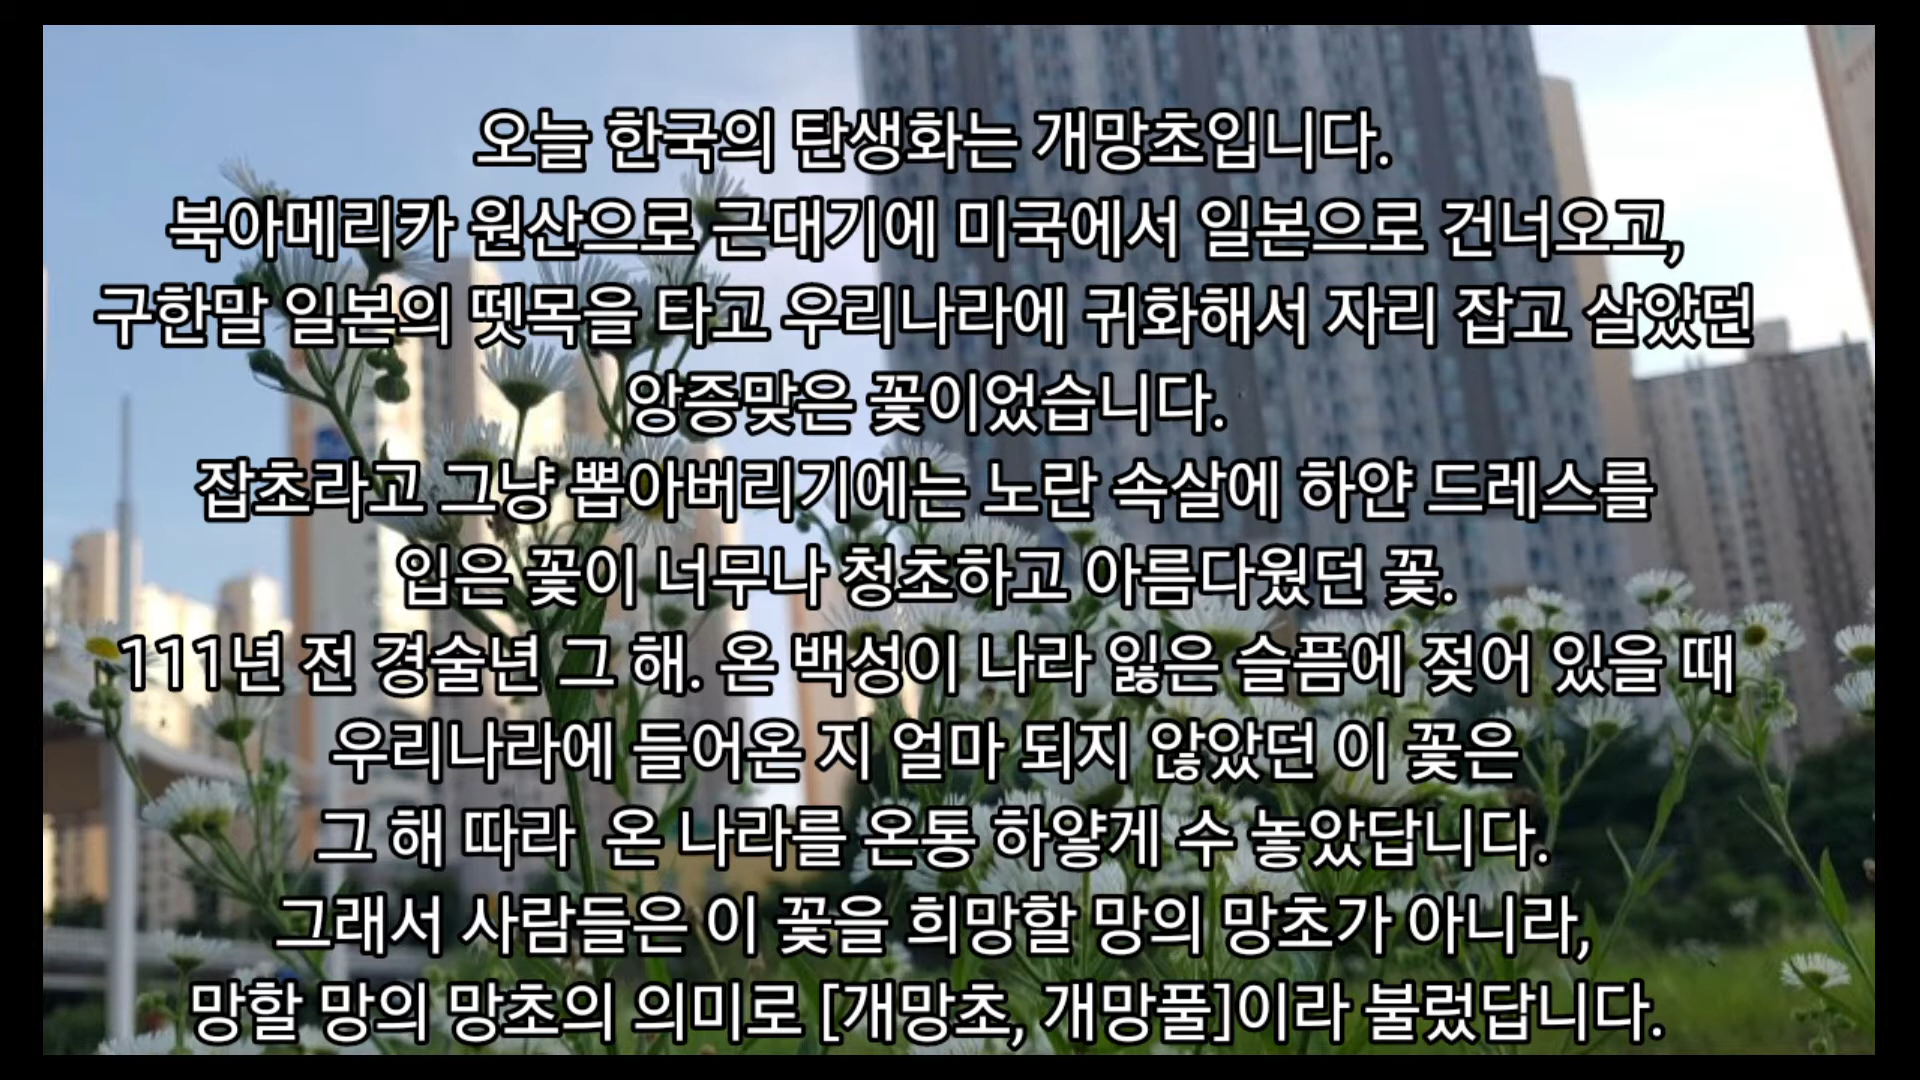 오늘 한국의 탄생화는 개망초입니다.
북아메리카 원산으로 근대기에 미국에서 일본으로 건너오고,
구한말 일본의 뗏목을 타고 우리나라에 귀화해서 자리 잡고 살았던
앙증맞은 꽃이었습니다.
잡초라고 그냥 뽑아버리기에는 노란 속살에 하얀 드레스를
입은 꽃이 너무나 청초하고 아름다웠던 꽃.
111년 전 경술년 그 해. 온 백성이 나라 잃은 슬픔에 젖어 있을 때
우리나라에 들어온 지 얼마 되지 않았던 이 꽃은
그 해 따라 온 나라를 온통 하얗게 수 놓았답니다.
그래서 사람들은 이 꽃을 희망할 망의 망초가 아니라,
망할 망의 망초의 의미로 [개망초, 개망풀]이라 불렀답니다.